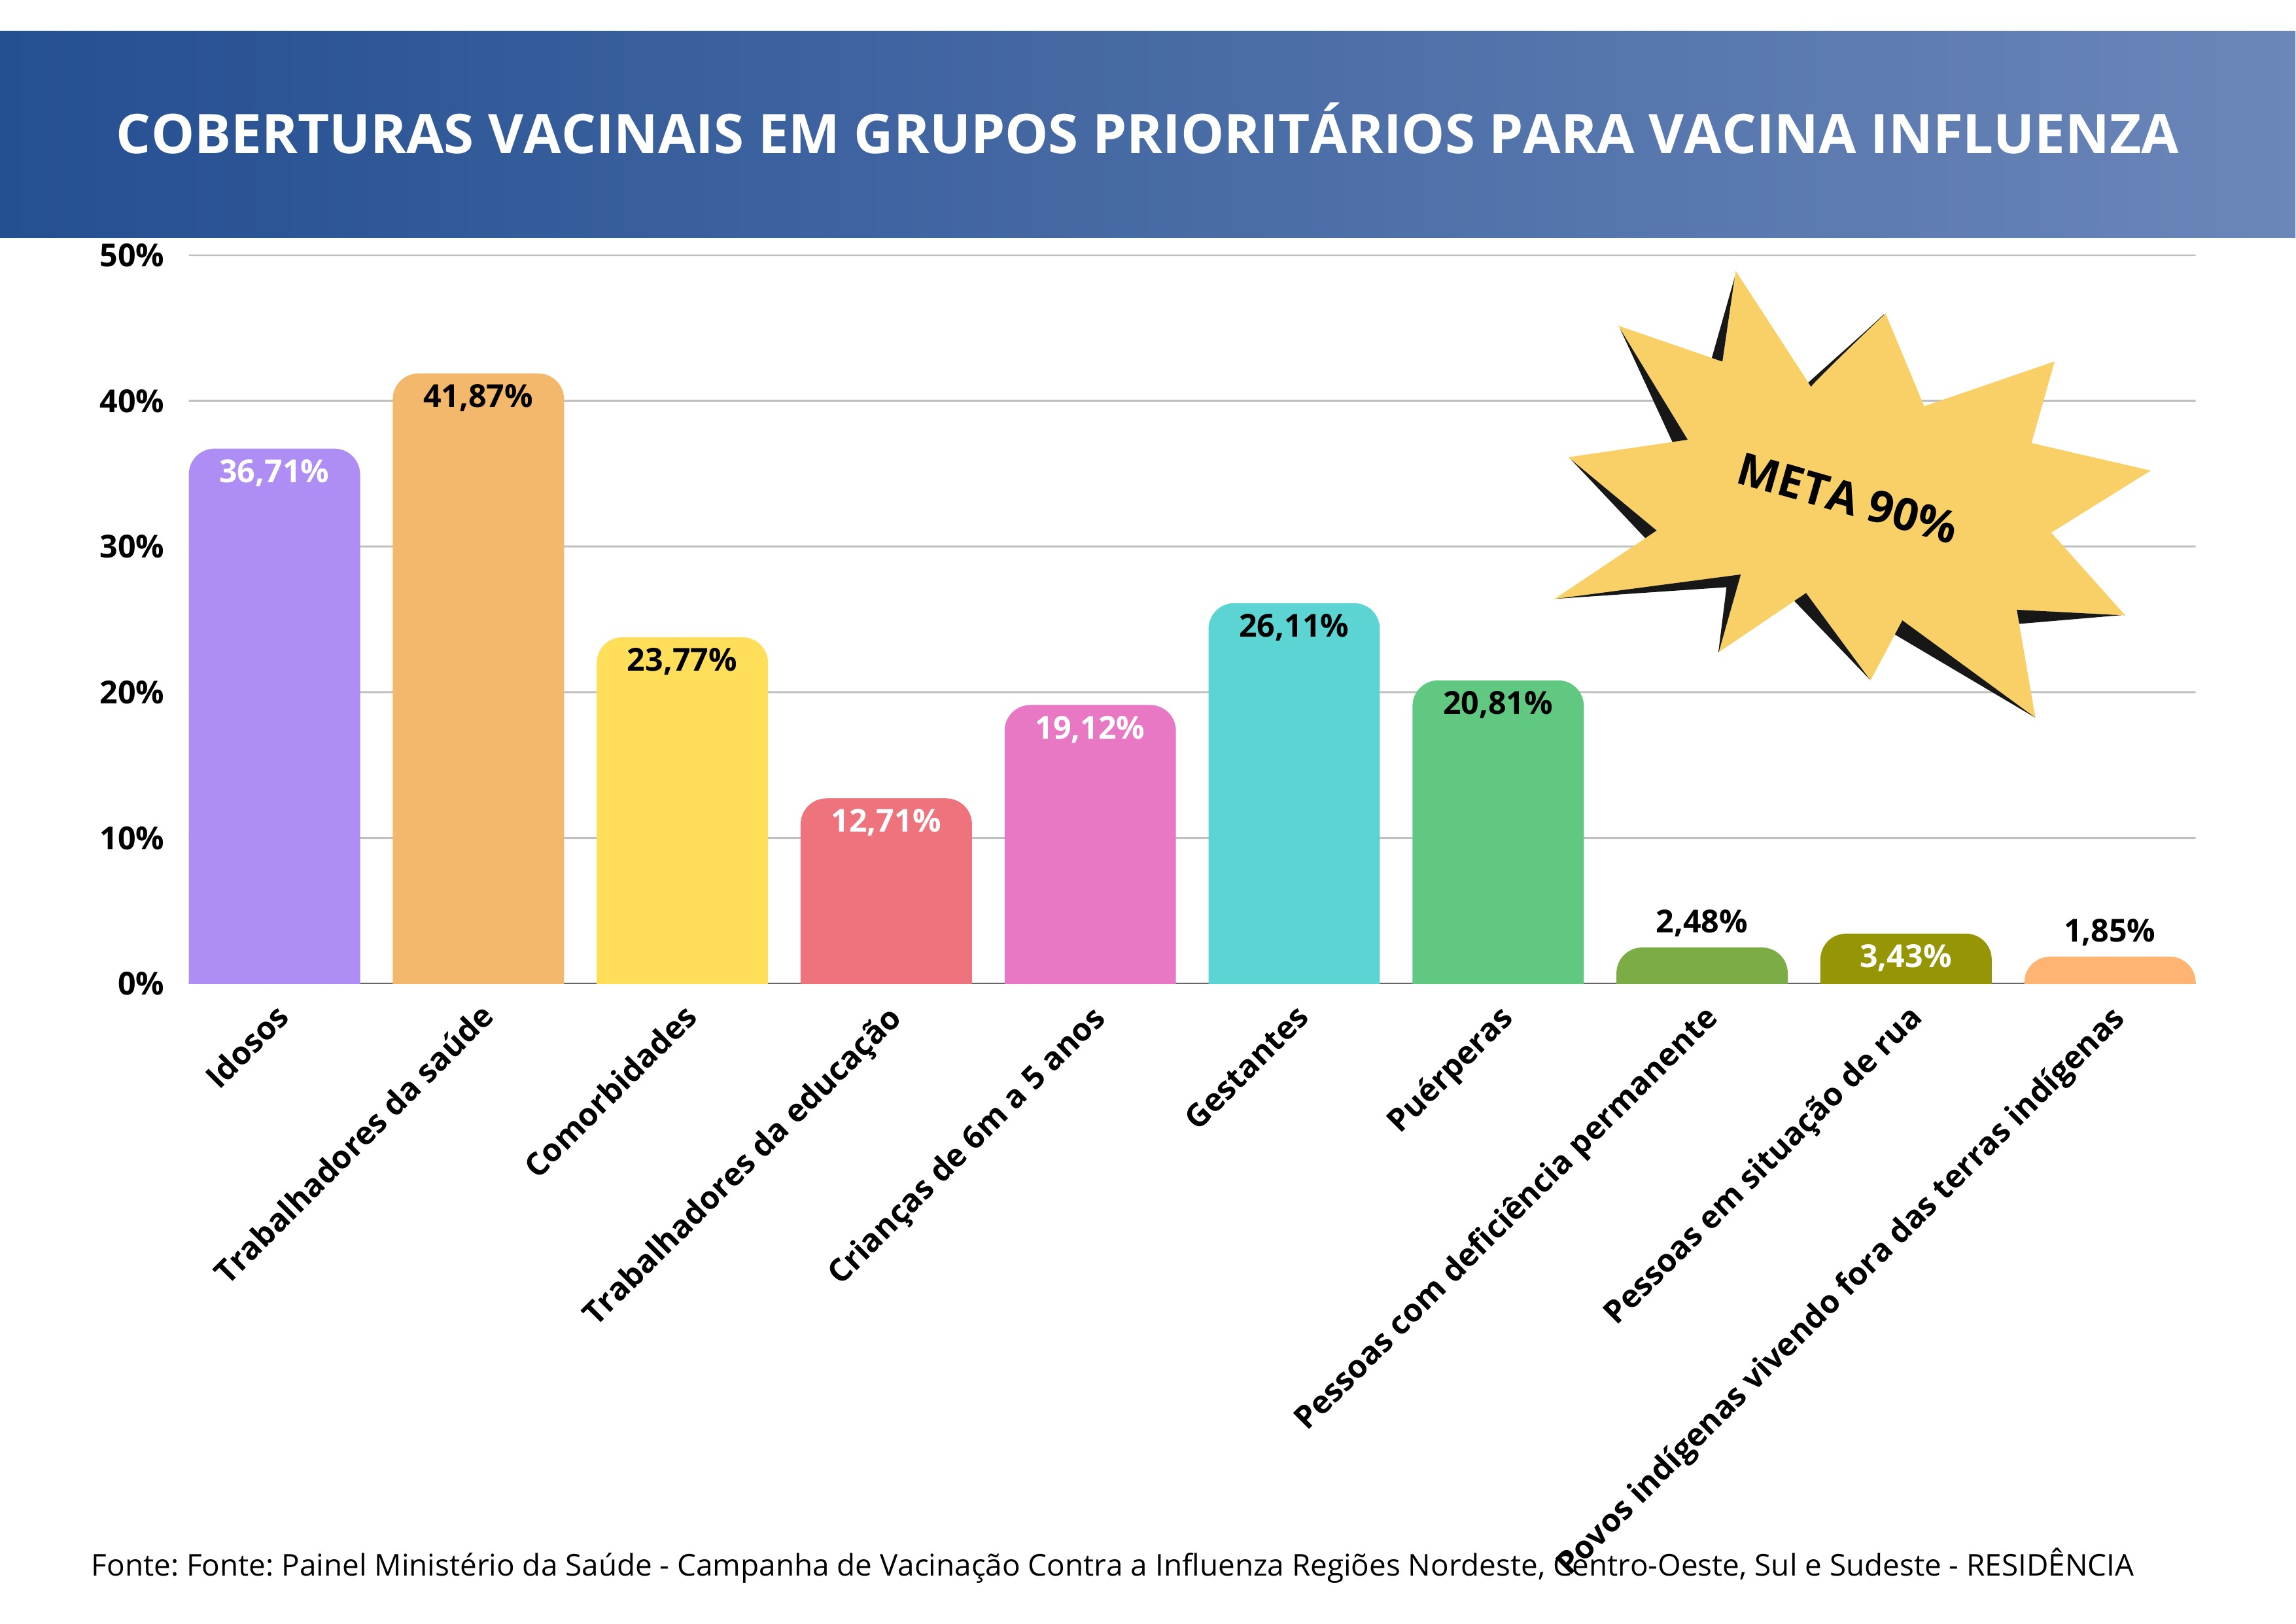 COBERTURAS VACINAIS EM GRUPOS PRIORITÁRIOS PARA VACINA INFLUENZA
50%
40%
30%
20%
10%
0%
META 90%
36,71%
41,87%
23,77%
12,71%
19,12%
26,11%
20,81%
2,48%
3,43%
1,85%
Idosos
Trabalhadores da saúde
Comorbidades
Trabalhadores da educação
Crianças de 6m a 5 anos
Gestantes
Puérperas
Pessoas com deficiência permanente
Pessoas em situação de rua
Povos indígenas vivendo fora das terras indígenas
Fonte: Fonte: Painel Ministério da Saúde - Campanha de Vacinação Contra a Influenza Regiões Nordeste, Centro-Oeste, Sul e Sudeste - RESIDÊNCIA